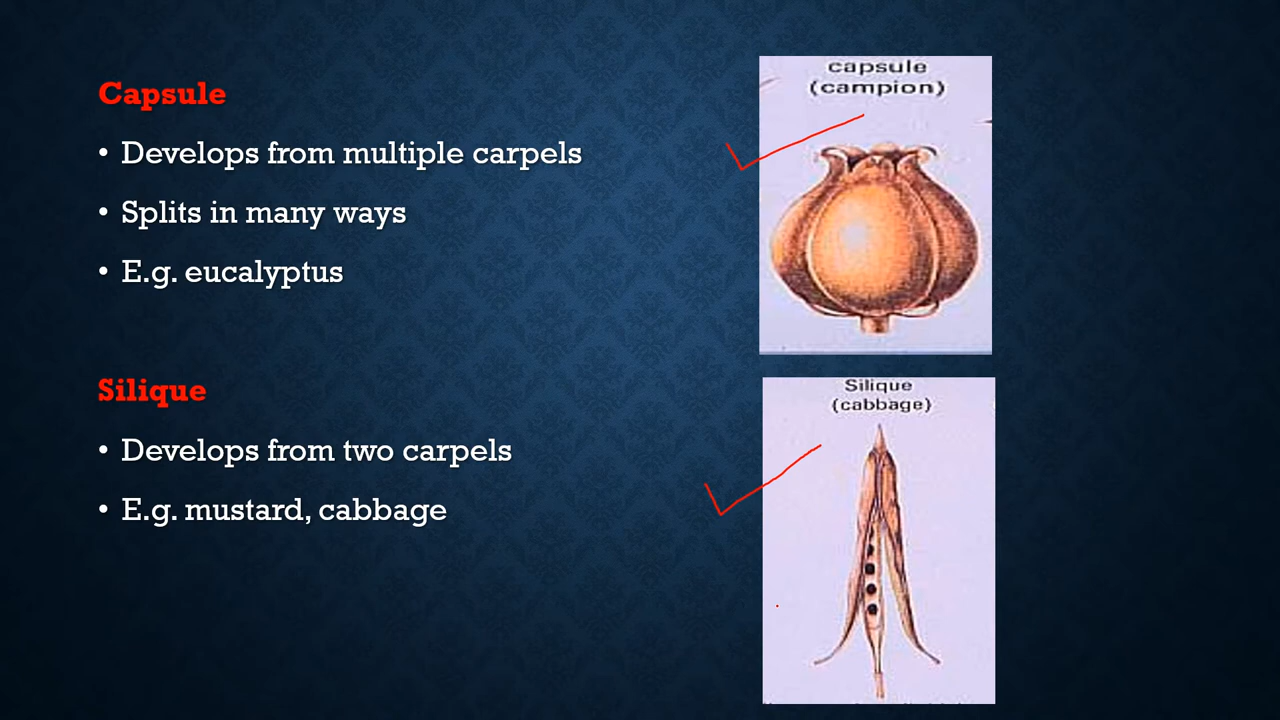 Capsule
• Develops from multiple carpels
• Splits in many ways
• E.g. eucalyptus
capsule
(campion)
Silique
• Develops from two carpels
• E.g. mustard, cabbage
Silique
(cabbage)